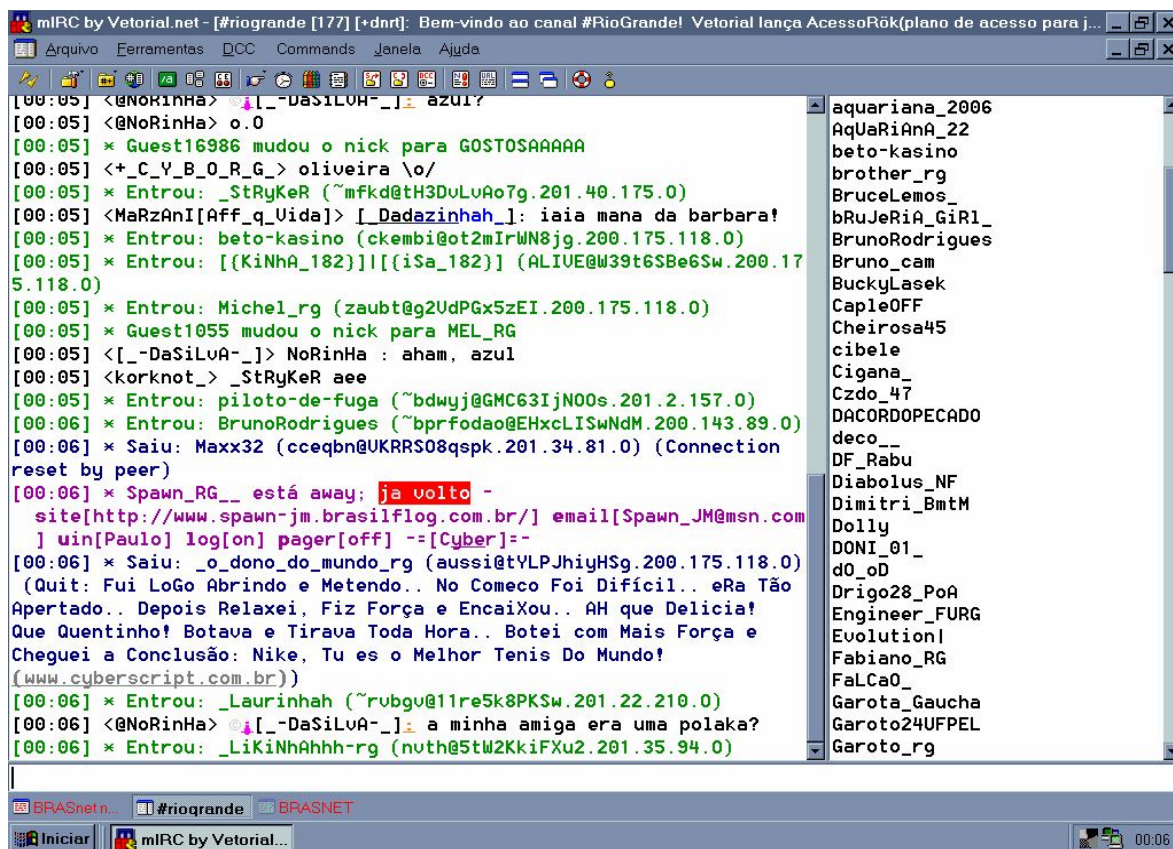 mIRC by Vetorial.net - [#riogrande [177] [+dnrt]: Bem-vindo ao canal #RioGrande! Vetorial lança AcessoRök(plano de acesso para j...
Arquivo Ferramentas DCC Commands Janela Ajuda
[00:05] <@NoRinHa> ©¡[_-DaSiLvA-_]: azul?
[00:05] <@NoRinHa> o.O
[00:05] * Guest16986 mudou o nick para GOSTOSAAAAA
[00:05] <+_C_Y_B_O_R_G_> oliveira \o/
[00:05] * Entrou: _StRyKeR (~mfkd@tH3DvLvAo7g.201.40.175.0)
[00:05] <MaRzAnI[Aff_q_Vida]> [_Dadazinhah_]: iaia mana da barbara!
[00:05] * Entrou: beto-kasino (ckembi@ot2mIrWN8jg.200.175.118.0)
[00:05] * Entrou: [{KiNhA_182}]|[{iSa_182}] (ALIVE@W39t6SBe6Sw.200.17
5.118.0)
[00:05] * Entrou: Michel_rg (zaubt@g2VdPGx5zEI.200.175.118.0)
[00:05] * Guest1055 mudou o nick para MEL_RG
[00:05] <[_-DaSiLvA-_]> NoRinHa : aham, azul
[00:05] <korknot_> _StRyKeR aee
[00:05] * Entrou: piloto-de-fuga (~bdwyj@GMC63IjNOOs.201.2.157.0)
[00:06] * Entrou: BrunoRodrigues (~bprfodao@EHxcLISwNdM.200.143.89.0)
[00:06] * Saiu: Maxx32 (cceqbn@VKRRSO8qspk.201.34.81.0) (Connection
reset by peer)
[00:06] * Spawn_RG__ está away; ja volto -
site[http://www.spawn-jm.brasilflog.com.br/] email[Spawn_JM@msn.com
] uin[Paulo] log[on] pager[off] -=[Cyber]=-
[00:06] * Saiu: _o_dono_do_mundo_rg (aussi@tYLPJhiyHSg.200.175.118.0)
(Quit: Fui LoGo Abrindo e Metendo.. No Comeco Foi Difícil.. eRa Tão
Apertado.. Depois Relaxei, Fiz Força e EncaiXou.. AH que Delicia!
Que Quentinho! Botava e Tirava Toda Hora.. Botei com Mais Força e
Cheguei a Conclusão: Nike, Tu es o Melhor Tenis Do Mundo!
(www.cyberscript.com.br))
[00:06] * Entrou: _Laurinhah (~rvbgv@11re5k8PKSw.201.22.210.0)
[00:06] <@NoRinHa> ©¡[_-DaSiLvA-_]: a minha amiga era uma polaka?
[00:06] * Entrou: _LiKiNhAhhh-rg (nvth@5tW2KkiFXu2.201.35.94.0)
aquariana_2006
AqUaRiAnA_22
beto-kasino
brother_rg
BruceLemos_
bRuJeRiA_GiRl_
BrunoRodrigues
Bruno_cam
BuckyLasek
CapleOFF
Cheirosa45
cibele
Cigana_
Czdo_47
DACORDOPECADO
deco__
DF_Rabu
Diabolus_NF
Dimitri_BmtM
Dolly
DONI_01_
dO_oD
Drigo28_PoA
Engineer_FURG
Evolution|
Fabiano_RG
FaLCaO_
Garota_Gaucha
Garoto24UFPEL
Garoto_rg
BRASnet n... #riogrande BRASNET
Iniciar mIRC by Vetorial... 00:06